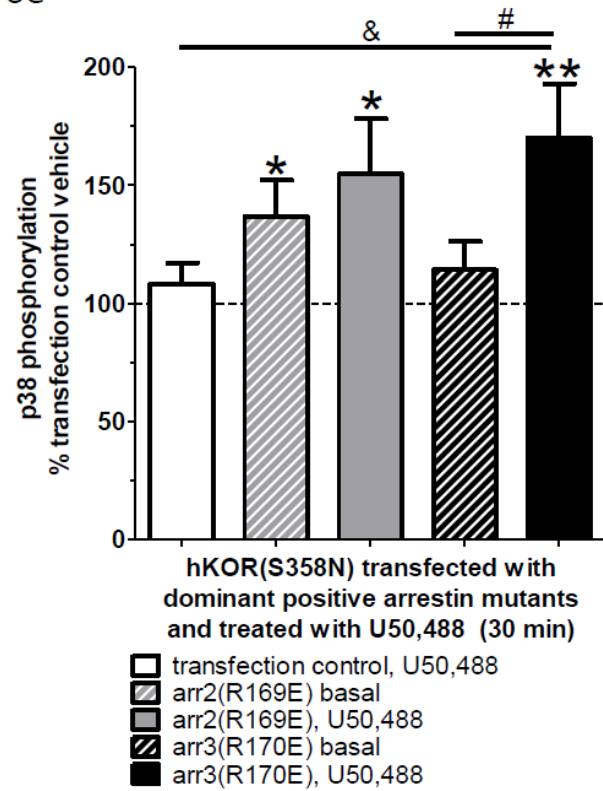 &
#
200
150
100
50
0
*
*
**
p38 phosphorylation
% transfection control vehicle
hKOR(S358N) transfected with
dominant positive arrestin mutants
and treated with U50,488 (30 min)
transfection control, U50,488
arr2(R169E) basal
arr2(R169E), U50,488
arr3(R170E) basal
arr3(R170E), U50,488